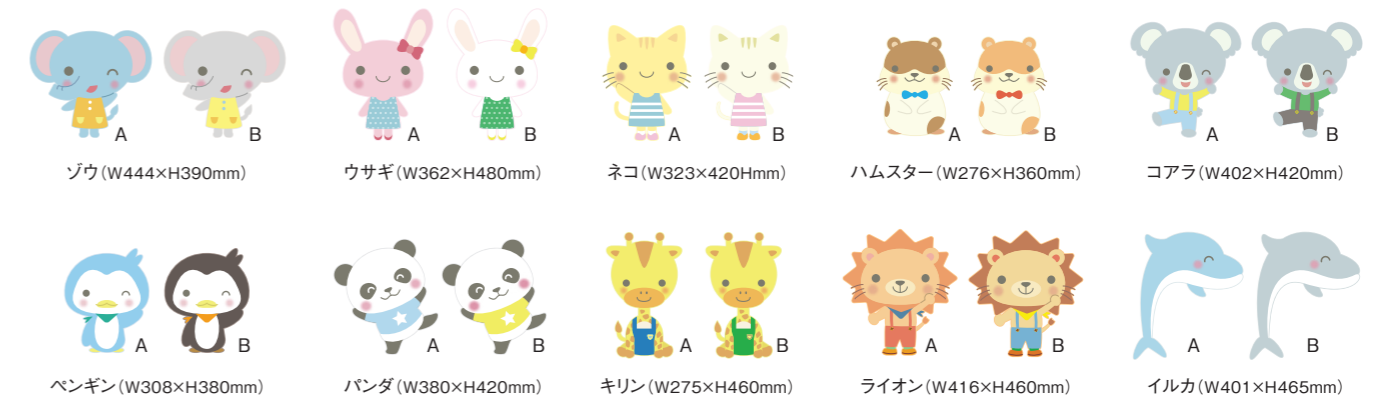 A B A B A B A B A B
ゾウ（W444×H390mm） ウサギ（W362×H480mm） ネコ（W323×420Hmm） ハムスター（W276×H360mm） コアラ（W402×H420mm）
A B A B A B A B A B
ペンギン（W308×H380mm） パンダ（W380×H420mm） キリン（W275×H460mm） ライオン（W416×H460mm） イルカ（W401×H465mm）